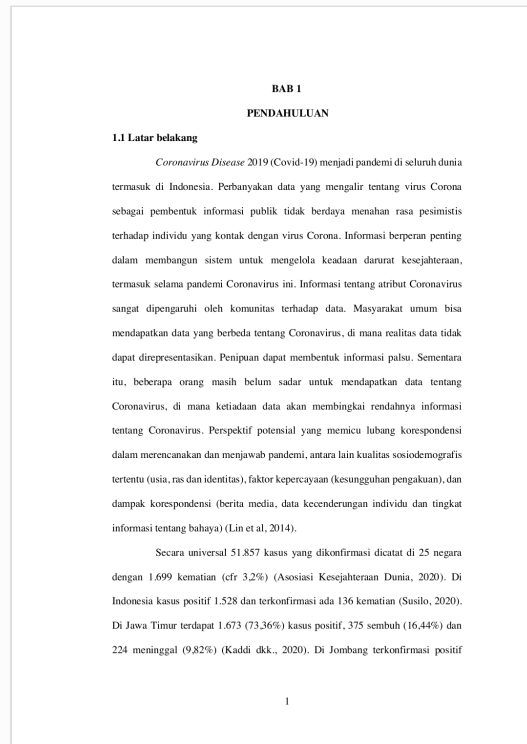 BAB 1
PENDAHULUAN
1.1 Latar belakang
Coronavirus Disease 2019 (Covid-19) menjadi pandemi di seluruh dunia
termasuk di Indonesia. Perbanyakan data yang mengalir tentang virus Corona
sebagai pembentuk informasi publik tidak berdaya menahan rasa pesimistis
terhadap individu yang kontak dengan virus Corona. Informasi berperan penting
dalam membangun sistem untuk mengelola keadaan darurat kesejahteraan,
termasuk selama pandemi Coronavirus ini. Informasi tentang atribut Coronavirus
sangat dipengaruhi oleh komunitas terhadap data. Masyarakat umum bisa
mendapatkan data yang berbeda tentang Coronavirus, di mana realitas data tidak
dapat direpresentasikan. Penipuan dapat membentuk informasi palsu. Sementara
itu, beberapa orang masih belum sadar untuk mendapatkan data tentang
Coronavirus, di mana ketiadaan data akan membingkai rendahnya informasi
tentang Coronavirus. Perspektif potensial yang memicu lubang korespondensi
dalam merencanakan dan menjawab pandemi, antara lain kualitas sosiodemografis
tertentu (usia, ras dan identitas), faktor kepercayaan (kesungguhan pengakuan), dan
dampak korespondensi (berita media, data kecenderungan individu dan tingkat
informasi tentang bahaya) (Lin et al, 2014).
Secara universal 51.857 kasus yang dikonfirmasi dicatat di 25 negara
dengan 1.699 kematian (cfr 3,2%) (Asosiasi Kesejahteraan Dunia, 2020). Di
Indonesia kasus positif 1.528 dan terkonfirmasi ada 136 kematian (Susilo, 2020).
Di Jawa Timur terdapat 1.673 (73,36%) kasus positif, 375 sembuh (16,44%) dan
224 meninggal (9,82%) (Kaddi dkk., 2020). Di Jombang terkonfirmasi positif
1